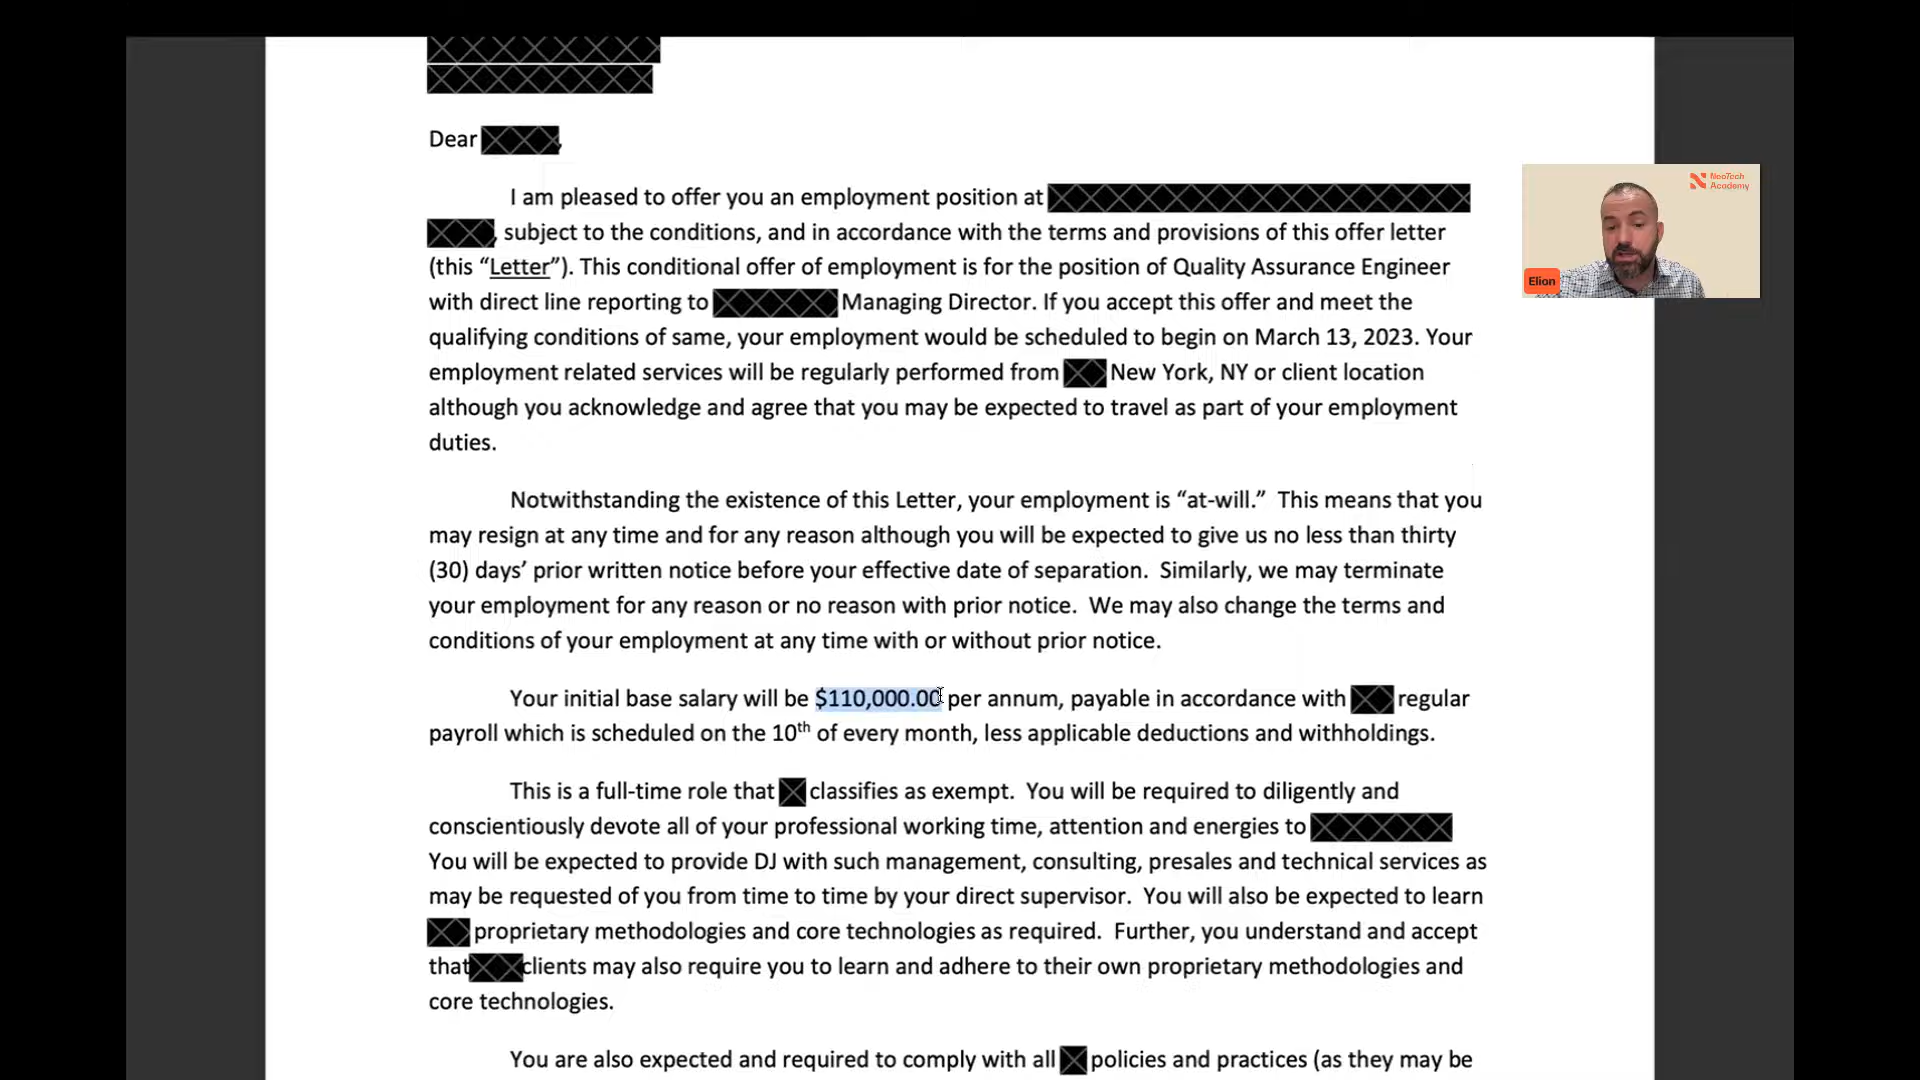 Dear ,
I am pleased to offer you an employment position at
, subject to the conditions, and in accordance with the terms and provisions of this offer letter
(this “Letter”). This conditional offer of employment is for the position of Quality Assurance Engineer
with direct line reporting to Managing Director. If you accept this offer and meet the
qualifying conditions of same, your employment would be scheduled to begin on March 13, 2023. Your
employment related services will be regularly performed from New York, NY or client location
although you acknowledge and agree that you may be expected to travel as part of your employment
duties.
Notwithstanding the existence of this Letter, your employment is “at-will.” This means that you
may resign at any time and for any reason although you will be expected to give us no less than thirty
(30) days’ prior written notice before your effective date of separation. Similarly, we may terminate
your employment for any reason or no reason with prior notice. We may also change the terms and
conditions of your employment at any time with or without prior notice.
Your initial base salary will be $110,000.00 per annum, payable in accordance with regular
payroll which is scheduled on the 10th of every month, less applicable deductions and withholdings.
This is a full-time role that classifies as exempt. You will be required to diligently and
conscientiously devote all of your professional working time, attention and energies to
You will be expected to provide DJ with such management, consulting, presales and technical services as
may be requested of you from time to time by your direct supervisor. You will also be expected to learn
proprietary methodologies and core technologies as required. Further, you understand and accept
that clients may also require you to learn and adhere to their own proprietary methodologies and
core technologies.
You are also expected and required to comply with all policies and practices (as they may be
NeoTech
Academy
Elion